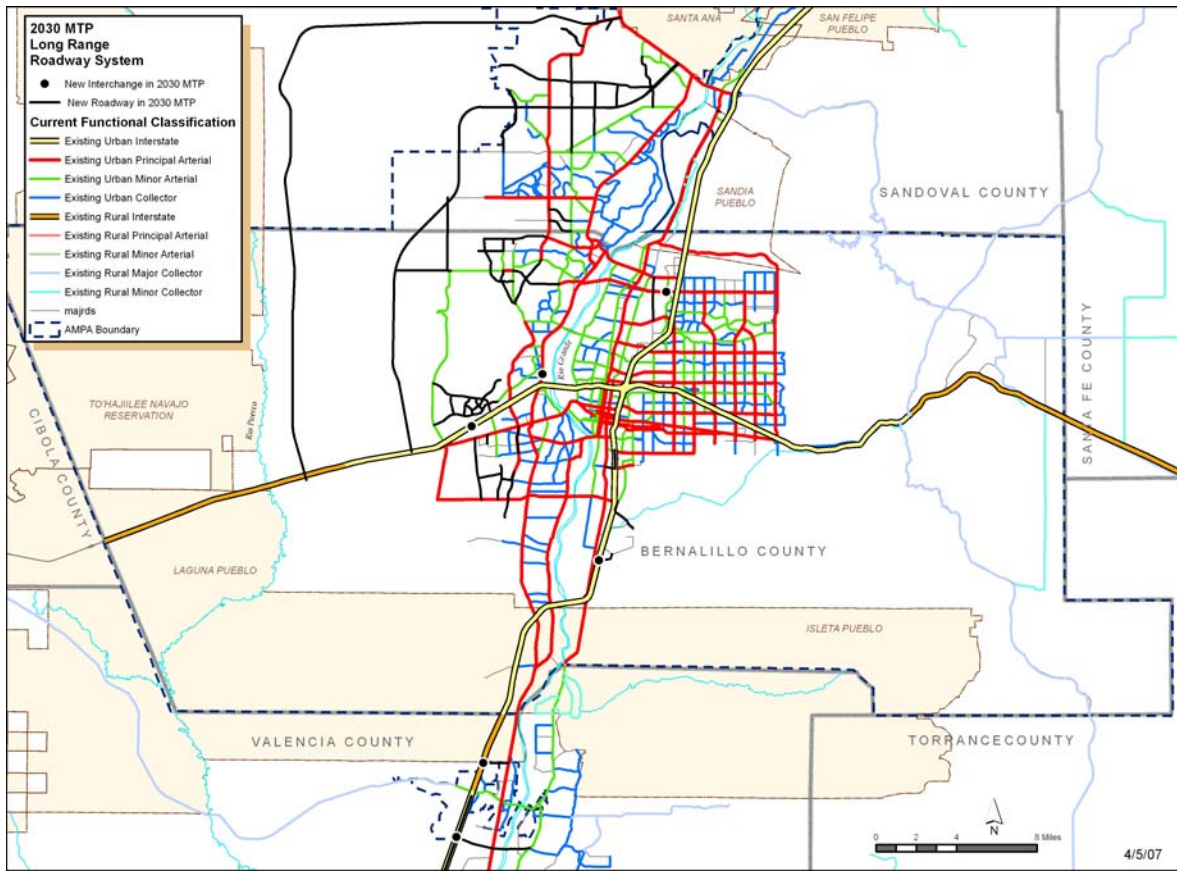 2030 MTP
Long Range
Roadway System
New Interchange in 2030 MTP
New Roadway in 2030 MTP
Current Functional Classification
Existing Urban Interstate
Existing Urban Principal Arterial
Existing Urban Minor Arterial
Existing Urban Collector
Existing Rural Interstate
Existing Rural Principal Arterial
Existing Rural Minor Arterial
Existing Rural Major Collector
Existing Rural Minor Collector
majrds
AMPA Boundary
SANTA ANA
SAN FELIPE
PUEBLO
SANDIA
PUEBLO
SANDOVAL COUNTY
SANTA FE COUNTY
Rio Grande
TO'HAJIILEE NAVAJO
RESERVATION
Rio Puerco
CIBOLA COUNTY
LAGUNA PUEBLO
BERNALILLO COUNTY
ISLETA PUEBLO
VALENCIA COUNTY
TORRANCECOUNTY
N
0 2 4 8 Miles
4/5/07